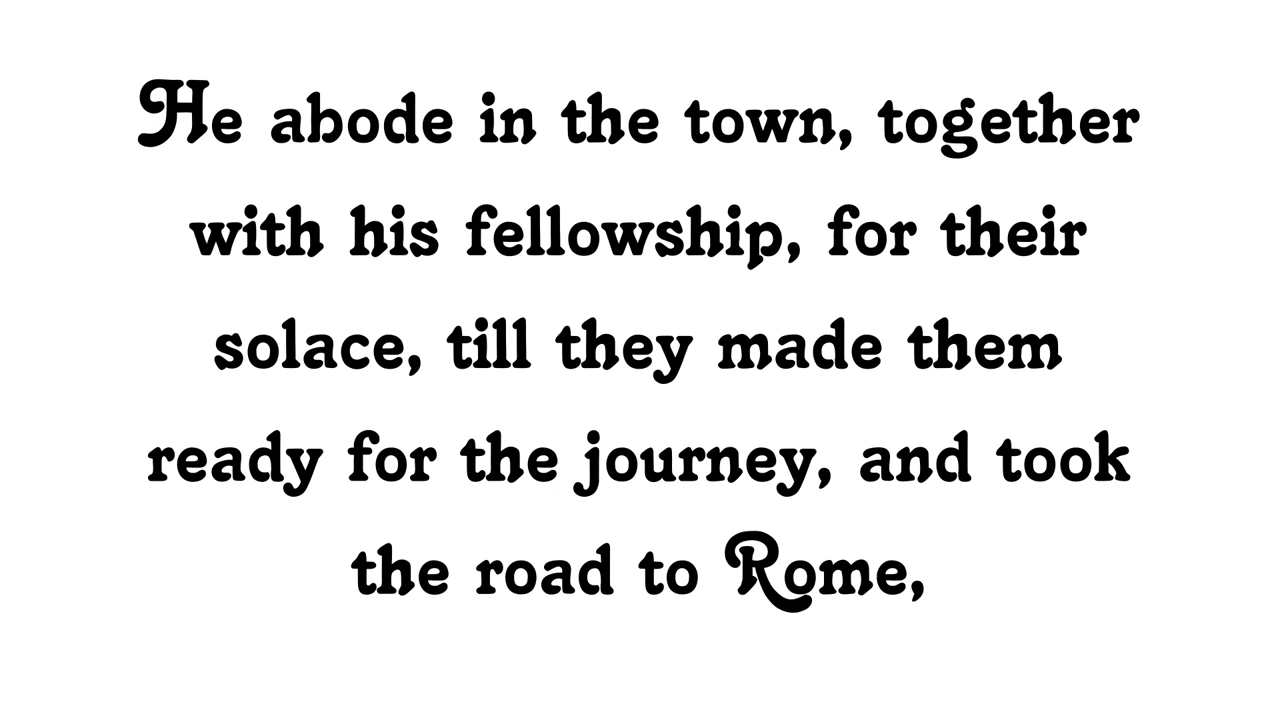 He abode in the town, together
with his fellowship, for their
solace, till they made them
ready for the journey, and took
the road to Rome,